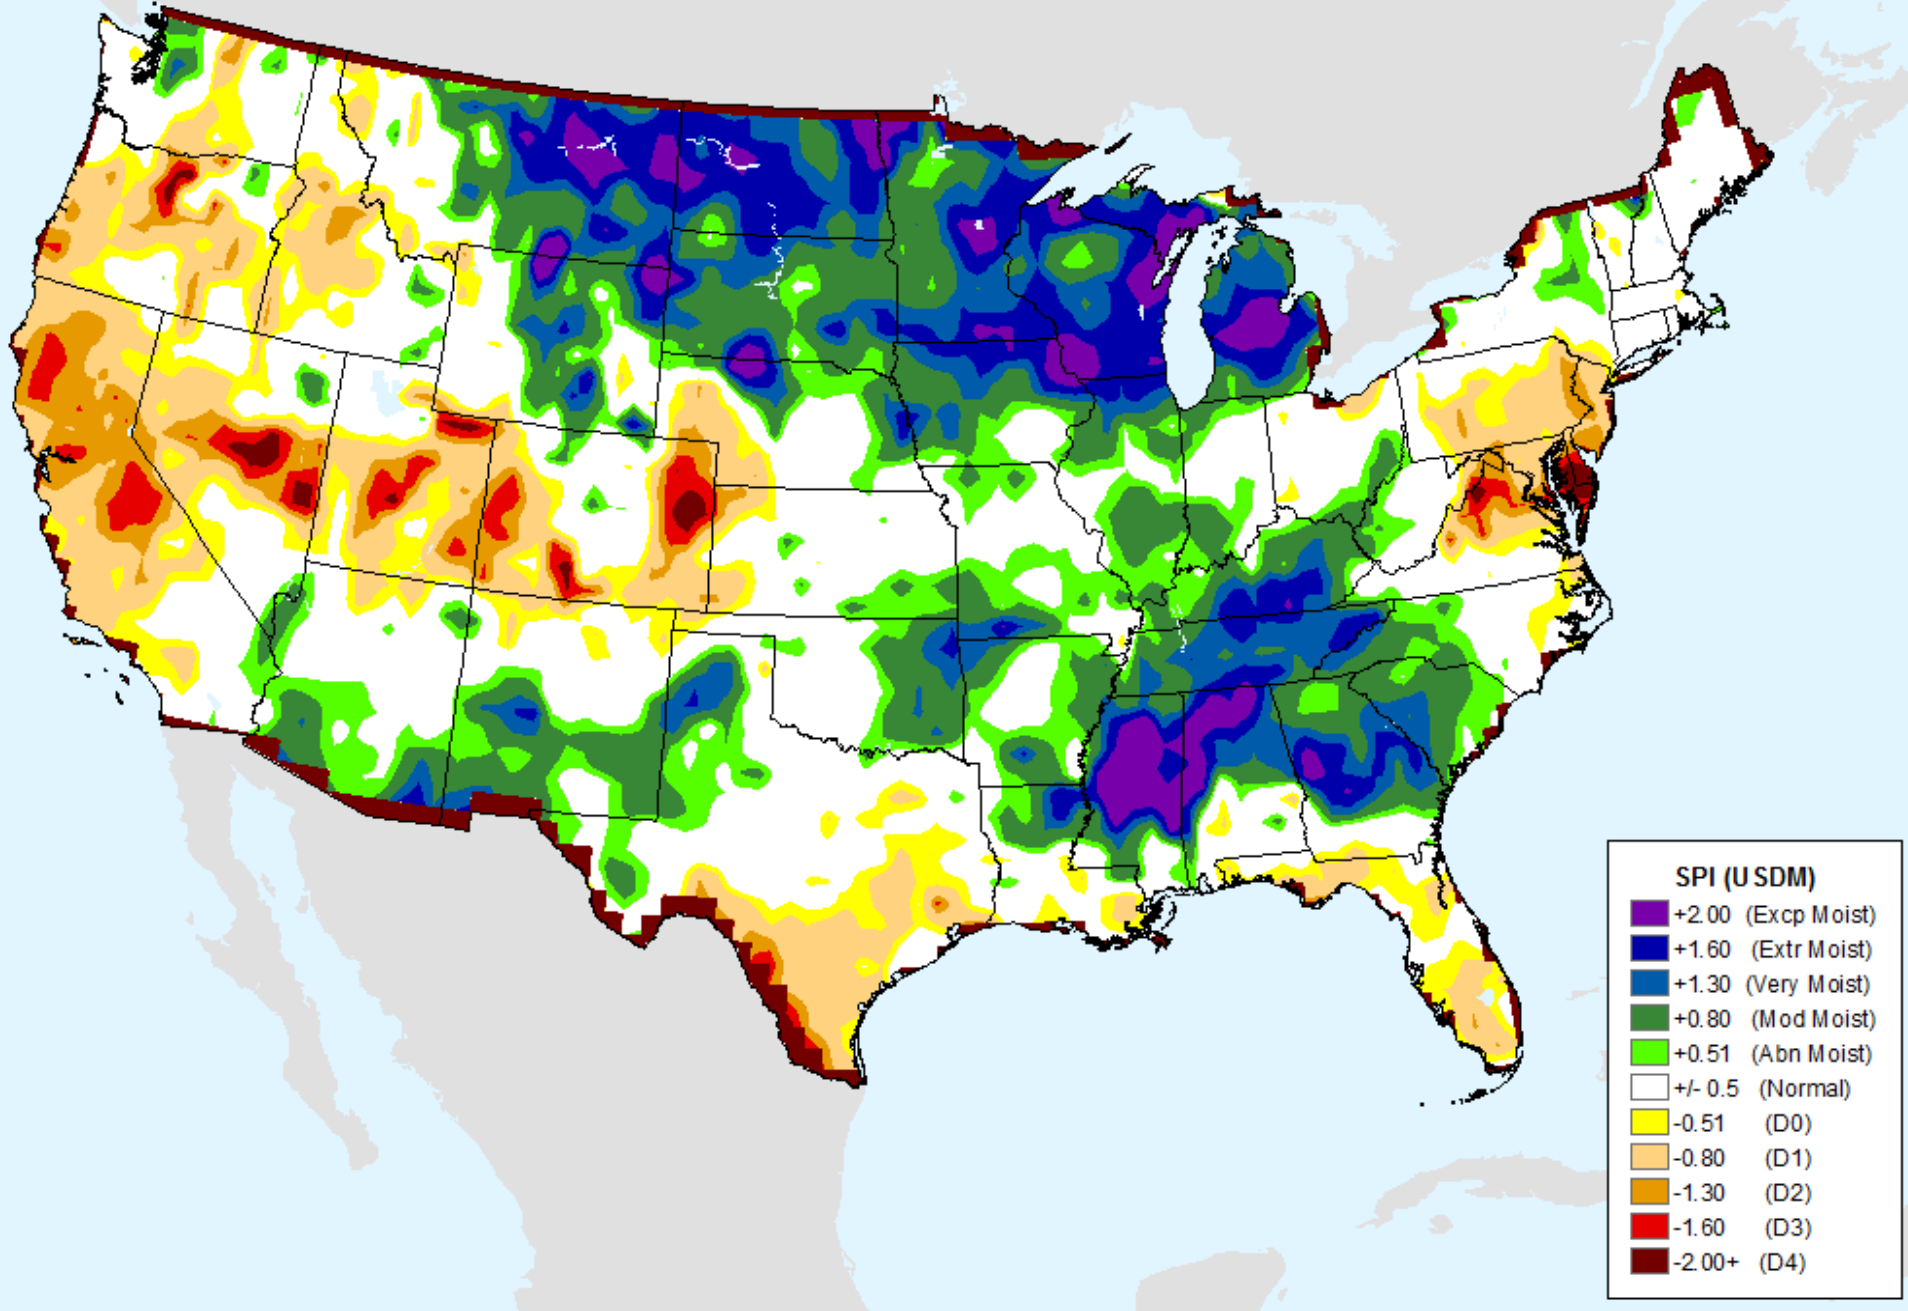 SPI (USDM)
+2.00 (Excp Moist)
+1.60 (Extr Moist)
+1.30 (Very Moist)
+0.80 (Mod Moist)
+0.51 (Abn Moist)
+/- 0.5 (Normal)
-0.51 (D0)
-0.80 (D1)
-1.30 (D2)
-1.60 (D3)
-2.00+ (D4)